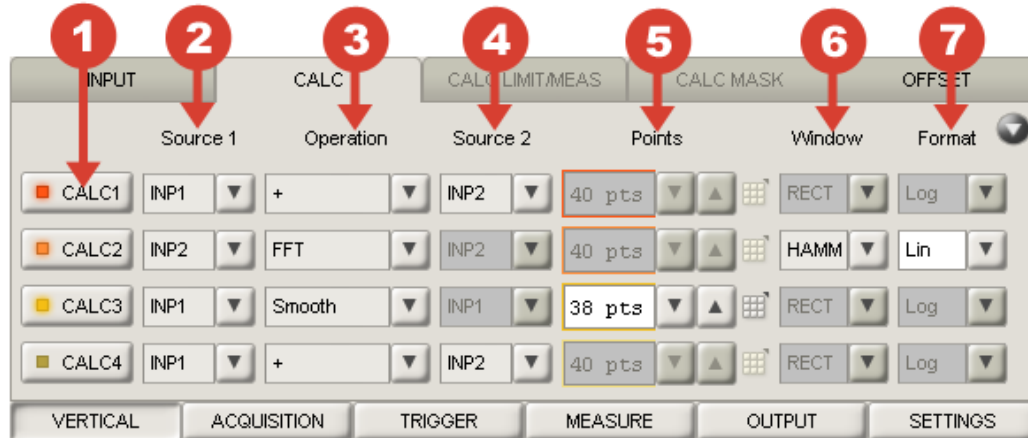 1 2 3 4 5 6 7
INPUT CALC CALC LIMIT/MEAS CALC MASK OFFSET
Source 1 Operation Source 2 Points Window Format
CALC1 INP1 + INP2 40 pts RECT Log
CALC2 INP2 FFT INP2 40 pts HAMM Lin
CALC3 INP1 Smooth INP1 38 pts RECT Log
CALC4 INP1 + INP2 40 pts RECT Log
VERTICAL ACQUISITION TRIGGER MEASURE OUTPUT SETTINGS